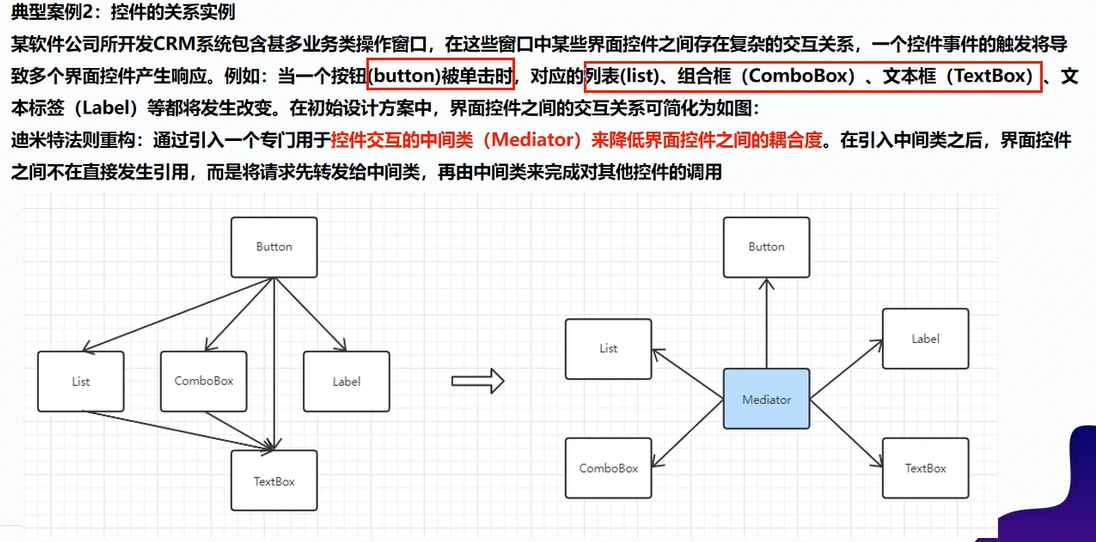 典型案例2：控件的关系实例
某软件公司所开发CRM系统包含甚多业务类操作窗口，在这些窗口中某些界面控件之间存在复杂的交互关系，一个控件事件的触发将导
致多个界面控件产生响应。例如：当一个按钮(button)被单击时，对应的列表(list)、组合框（ComboBox）、文本框（TextBox）、文
本标签（Label）等都将发生改变。在初始设计方案中，界面控件之间的交互关系可简化为如图：
迪米特法则重构：通过引入一个专门用于控件交互的中间类（Mediator）来降低界面控件之间的耦合度。在引入中间类之后，界面控件
之间不在直接发生引用，而是将请求先转发给中间类，再由中间类来完成对其他控件的调用
Button
List
ComboBox
Label
TextBox
Button
List
Label
Mediator
ComboBox
TextBox